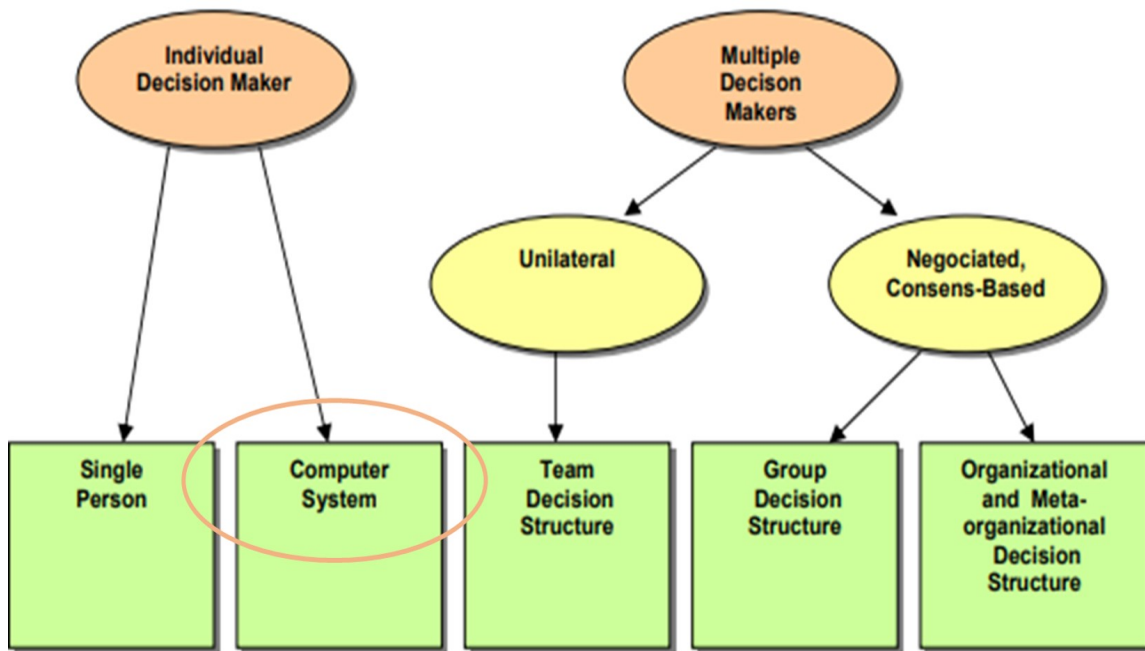 Individual
Decision Maker
Multiple
Decison
Makers
Unilateral
Negociated,
Consens-Based
Single
Person
Computer
System
Team
Decision
Structure
Group
Decision
Structure
Organizational
and Meta-
organizational
Decision
Structure